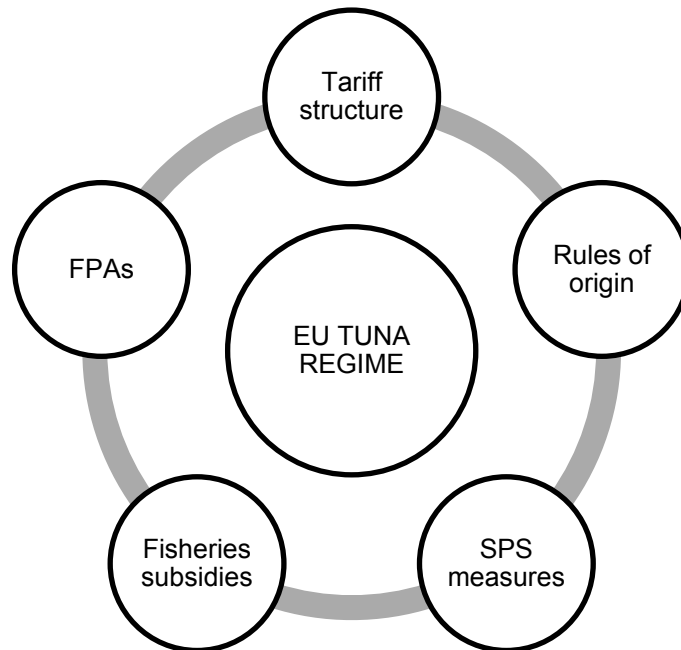 Tariff
structure
Rules of
origin
SPS
measures
Fisheries
subsidies
FPAs
EU TUNA
REGIME